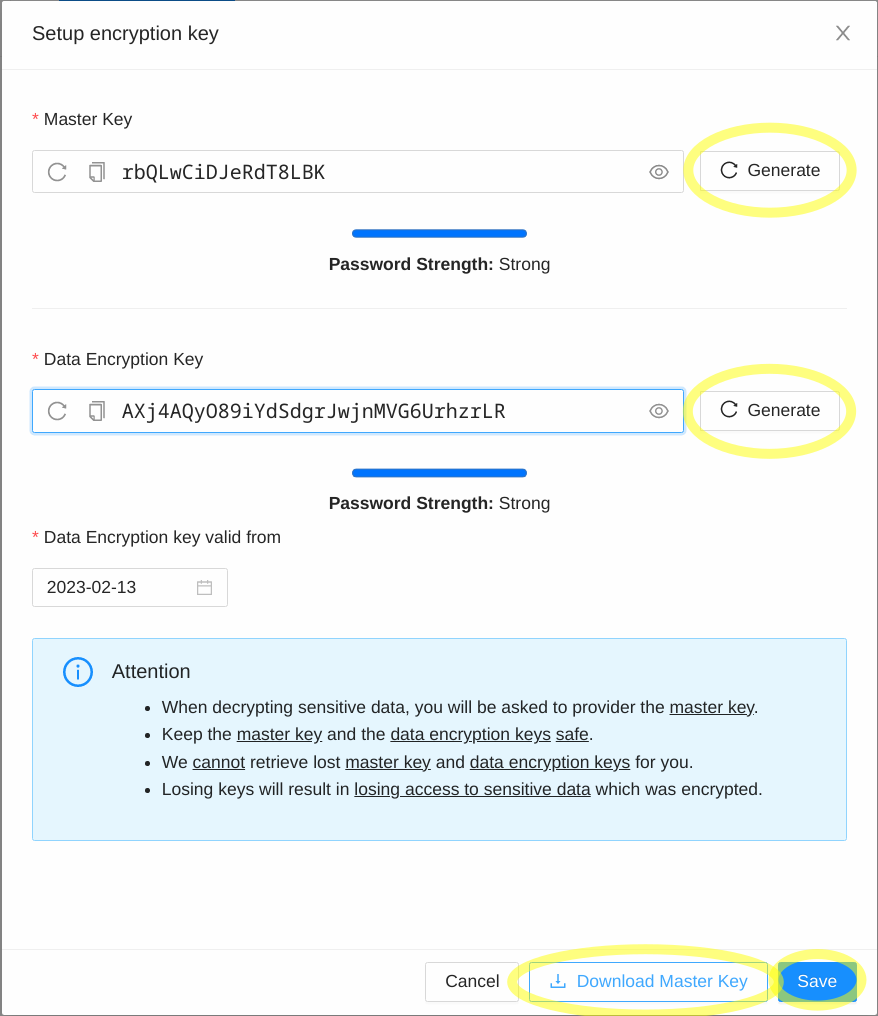 Setup encryption key
* Master Key
rbQLwCiDJeRdT8LBK
Generate
Password Strength: Strong
* Data Encryption Key
AXj4AQyO89iYdSdgrJwjnMVG6UrhzrLR
Generate
Password Strength: Strong
* Data Encryption key valid from
2023-02-13
Attention
• When decrypting sensitive data, you will be asked to provider the master key.
• Keep the master key and the data encryption keys safe.
• We cannot retrieve lost master key and data encryption keys for you.
• Losing keys will result in losing access to sensitive data which was encrypted.
Cancel
Download Master Key
Save